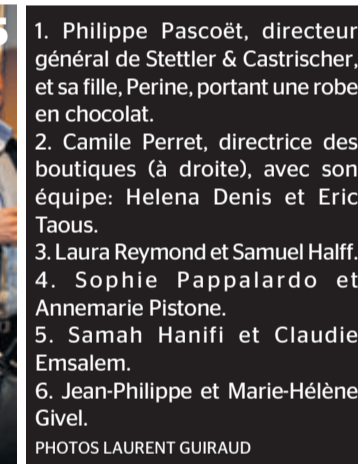 5
1. Philippe Pascoët, directeur
général de Stettler & Castrischer,
et sa fille, Perine, portant une robe
en chocolat.
2. Camile Perret, directrice des
boutiques (à droite), avec son
équipe: Helena Denis et Eric
Taous.
3. Laura Reymond et Samuel Halff.
4. Sophie Pappalardo et
Annemarie Pistone.
5. Samah Hanifi et Claudie
Emsalem.
6. Jean-Philippe et Marie-Hélène
Givel.
PHOTOS LAURENT GUIRAUD